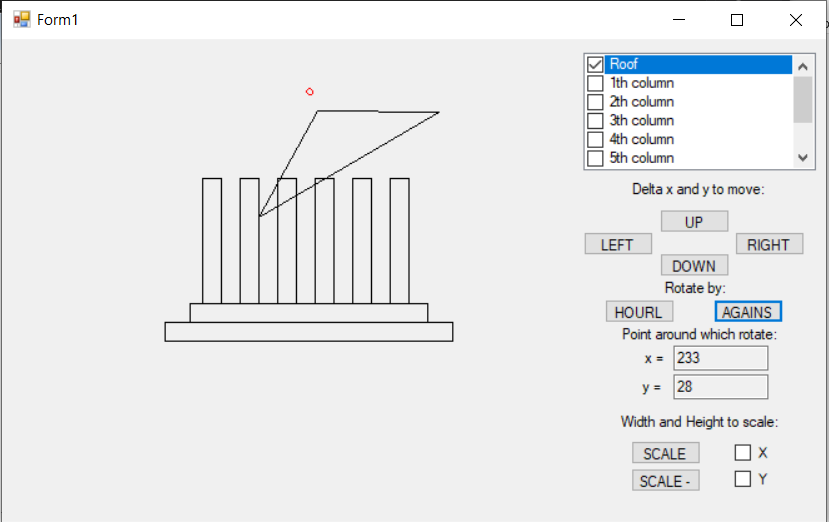 Form1
Roof
1th column
2th column
3th column
4th column
5th column
Delta x and y to move:
UP
LEFT
RIGHT
DOWN
Rotate by:
HOURL
AGAINS
Point around which rotate:
x = 233
y = 28
Width and Height to scale:
SCALE
X
SCALE -
Y